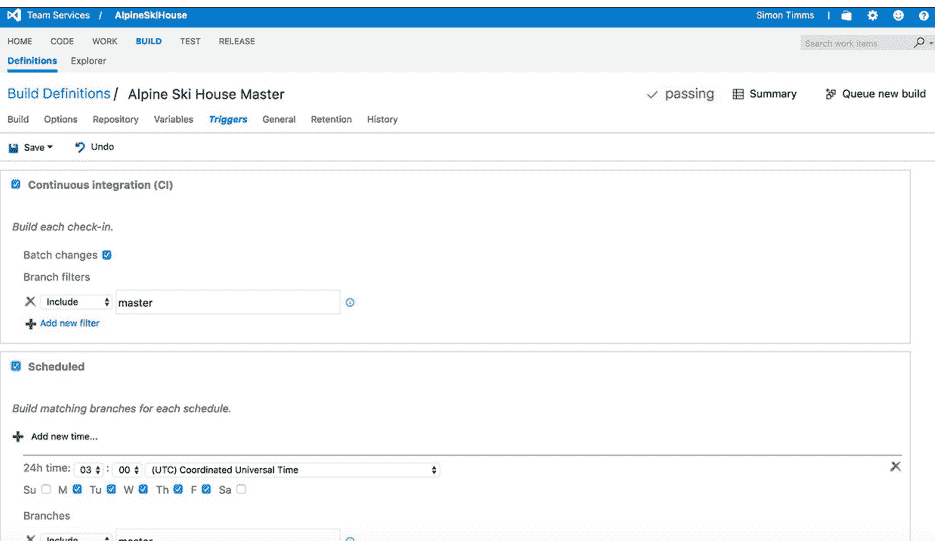 Team Services / AlpineSkiHouse Simon Timms
HOME CODE WORK BUILD TEST RELEASE Search work items
Definitions Explorer
Build Definitions / Alpine Ski House Master passing Summary Queue new build
Build Options Repository Variables Triggers General Retention History
Save Undo
Continuous integration (CI)
Build each check-in.
Batch changes
Branch filters
Include master
Add new filter
Scheduled
Build matching branches for each schedule.
Add new time...
24h time: 03 : 00 (UTC) Coordinated Universal Time
Su M Tu W Th F Sa
Branches
Include master